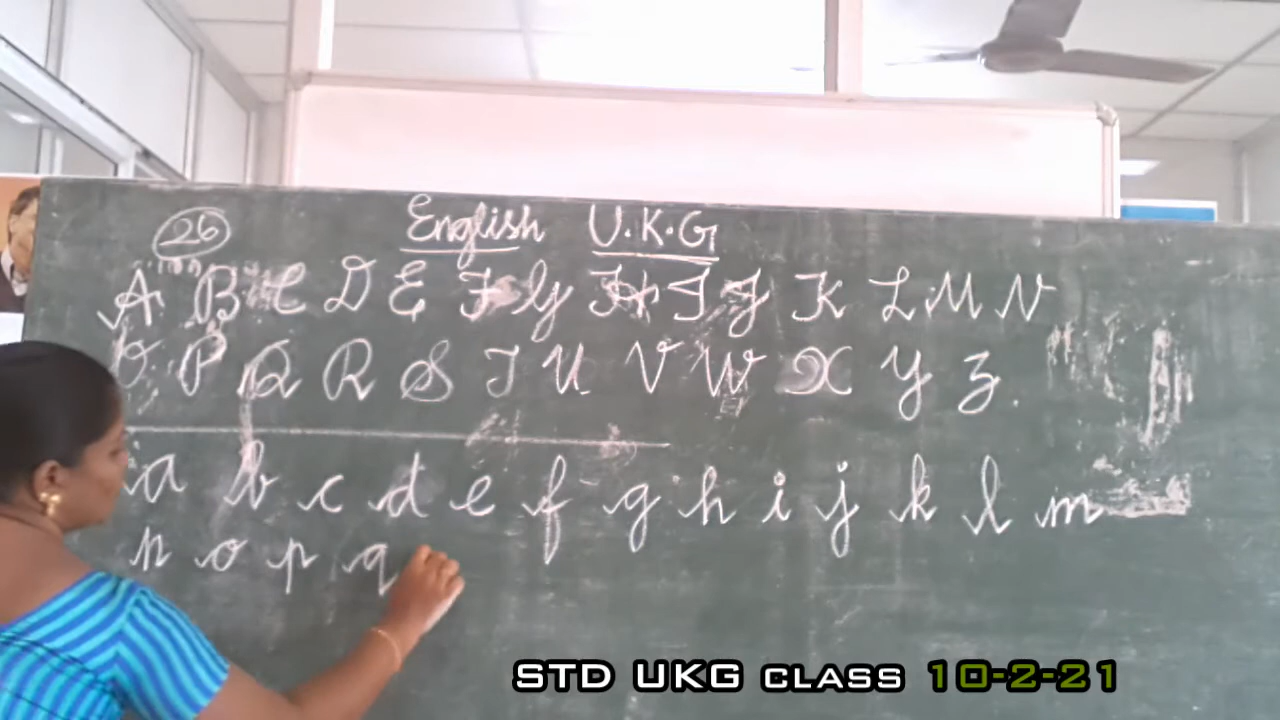 26 English U.K.G
A B C D E F G H I J K L M N
O P Q R S T U V W X Y Z.
a b c d e f g h i j k l m
n o p q
STD UKG CLASS 10-2-21